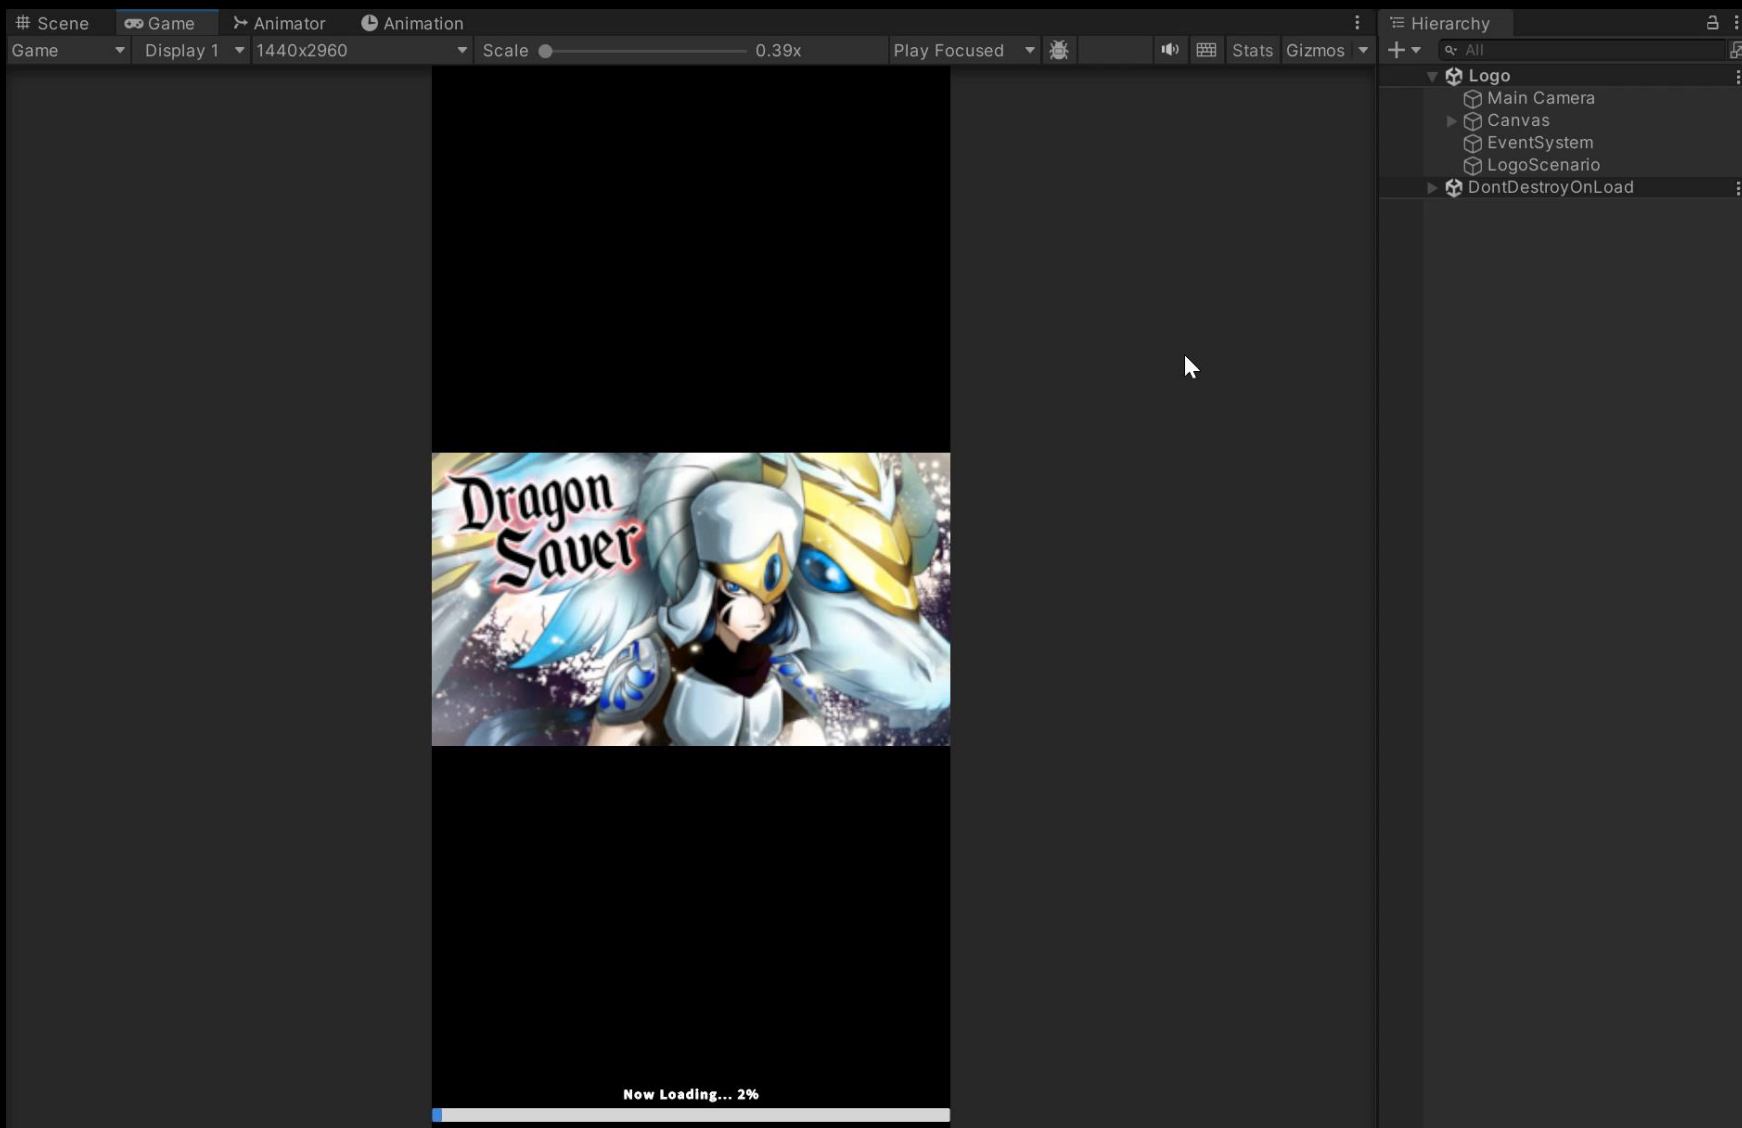 Scene Game Animator Animation
Game Display 1 1440x2960 Scale 0.39x Play Focused Stats Gizmos
Hierarchy
All
Logo
Main Camera
Canvas
EventSystem
LogoScenario
DontDestroyOnLoad
Dragon
Saver
Now Loading... 2%